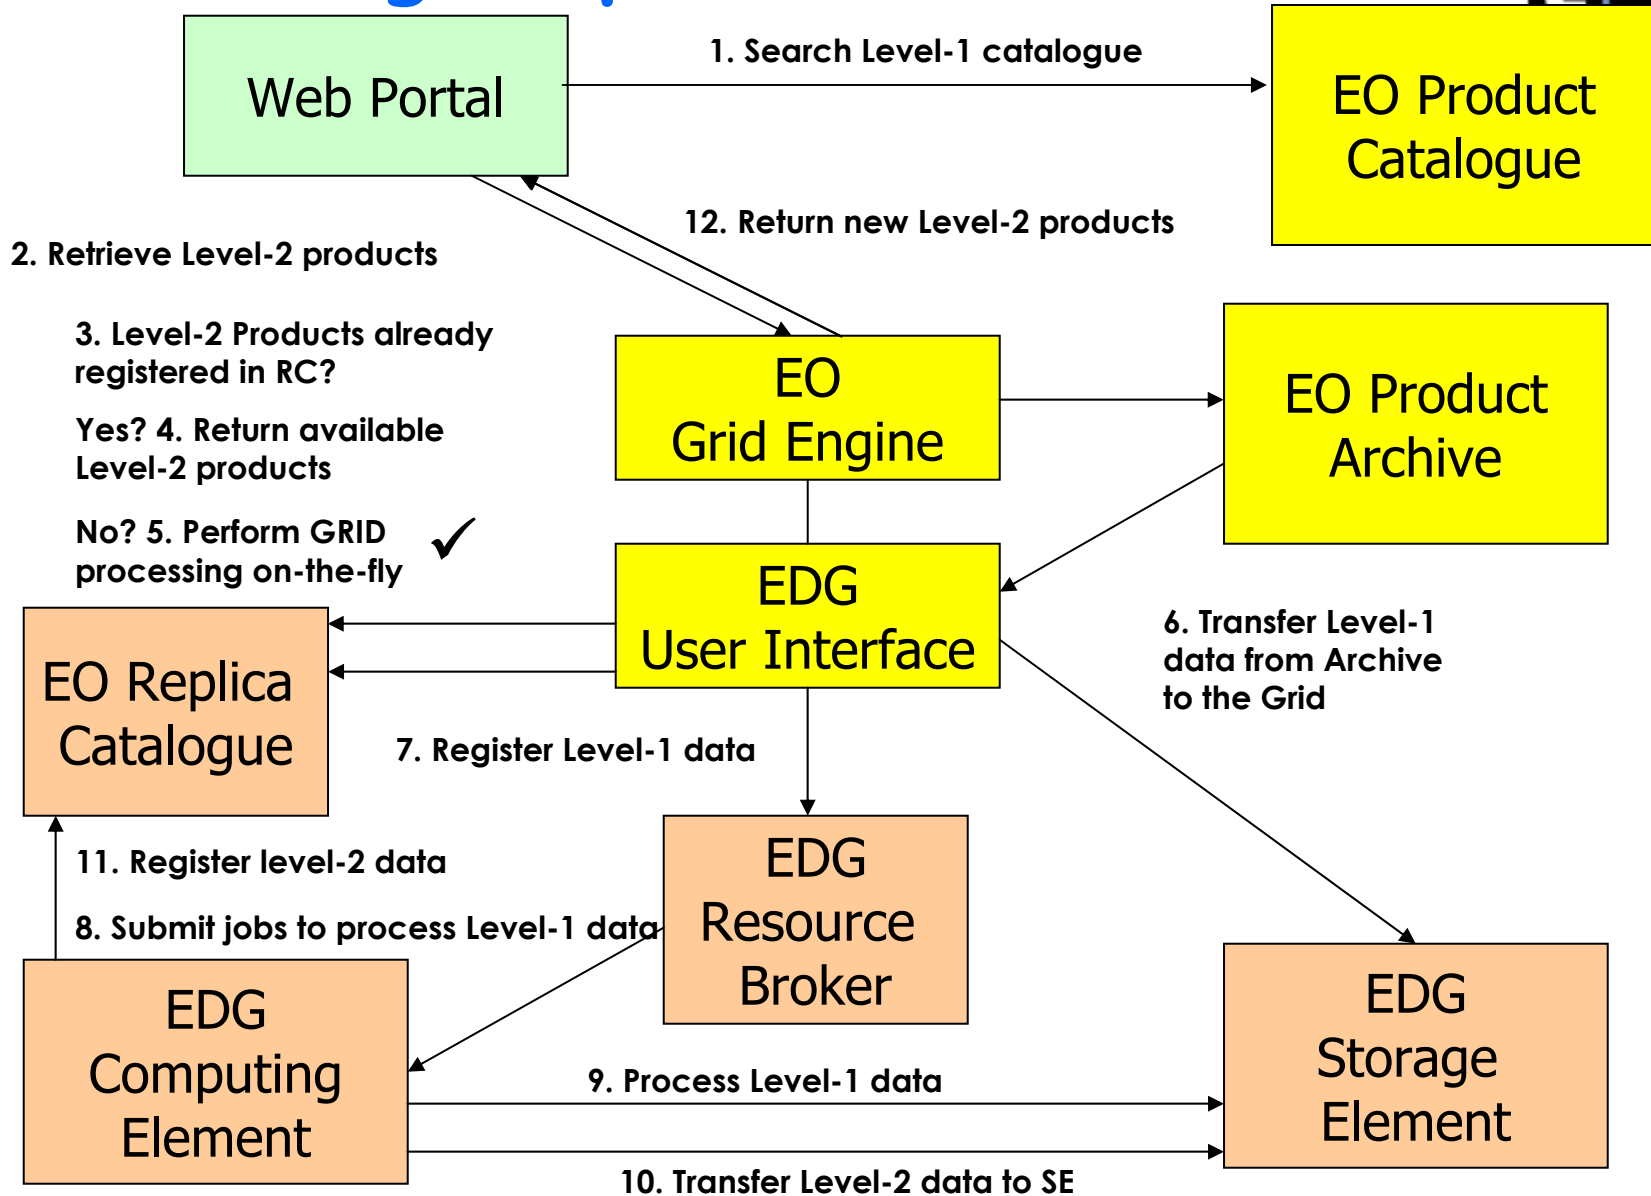 1. Search Level-1 catalogue
Web Portal
EO Product
Catalogue
12. Return new Level-2 products
2. Retrieve Level-2 products
3. Level-2 Products already
registered in RC?
EO
Grid Engine
EO Product
Archive
Yes? 4. Return available
Level-2 products
No? 5. Perform GRID
processing on-the-fly
EDG
User Interface
6. Transfer Level-1
data from Archive
to the Grid
EO Replica
Catalogue
7. Register Level-1 data
11. Register level-2 data
8. Submit jobs to process Level-1 data
EDG
Resource
Broker
EDG
Computing
Element
9. Process Level-1 data
EDG
Storage
Element
10. Transfer Level-2 data to SE